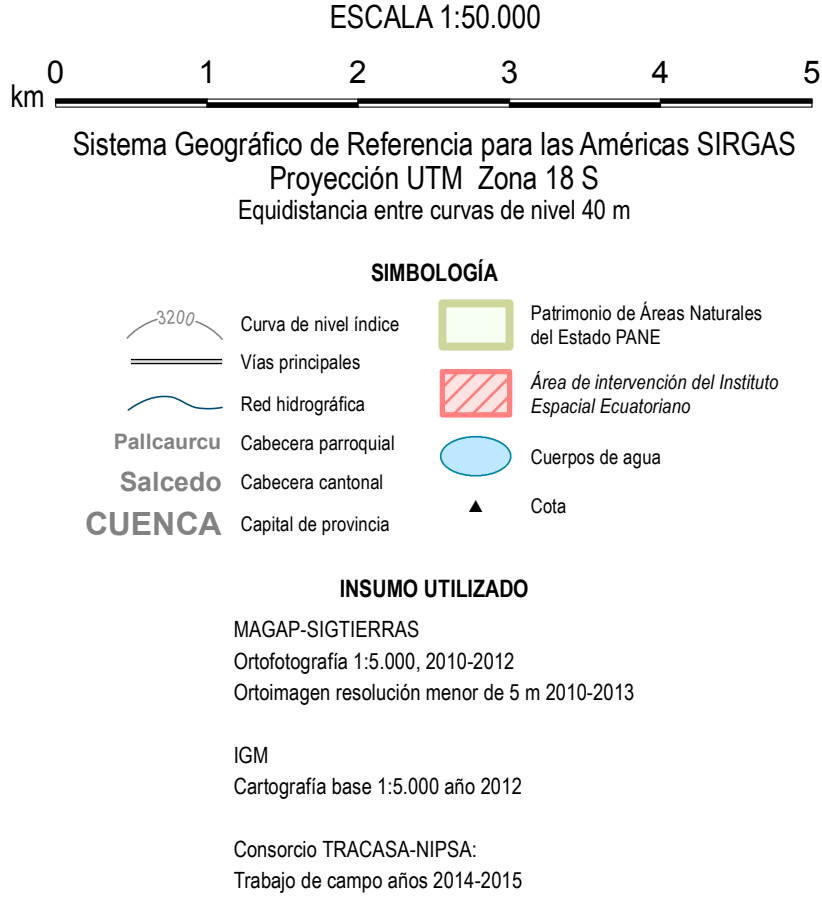 ESCALA 1:50.000
0 1 2 3 4 5
km
Sistema Geográfico de Referencia para las Américas SIRGAS
Proyección UTM Zona 18 S
Equidistancia entre curvas de nivel 40 m
SIMBOLOGÍA
3200
Curva de nivel índice
Vías principales
Red hidrográfica
Pallcaurcu Cabecera parroquial
Salcedo Cabecera cantonal
CUENCA Capital de provincia
Patrimonio de Áreas Naturales
del Estado PANE
Área de intervención del Instituto
Espacial Ecuatoriano
Cuerpos de agua
Cota
INSUMO UTILIZADO
MAGAP-SIGTIERRAS
Ortofotografía 1:5.000, 2010-2012
Ortoimagen resolución menor de 5 m 2010-2013
IGM
Cartografía base 1:5.000 año 2012
Consorcio TRACASA-NIPSA:
Trabajo de campo años 2014-2015